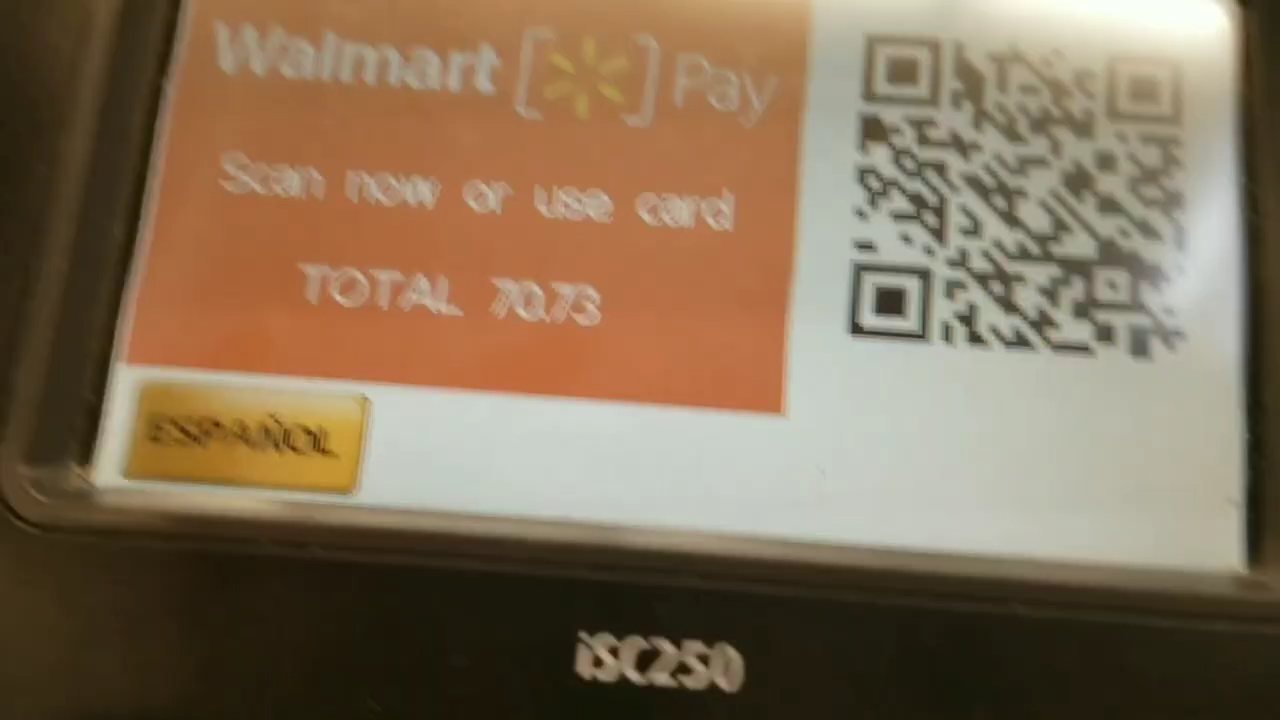 Walmart Pay
Scan now or use card
TOTAL 70.73
ESPAÑOL
iSC250